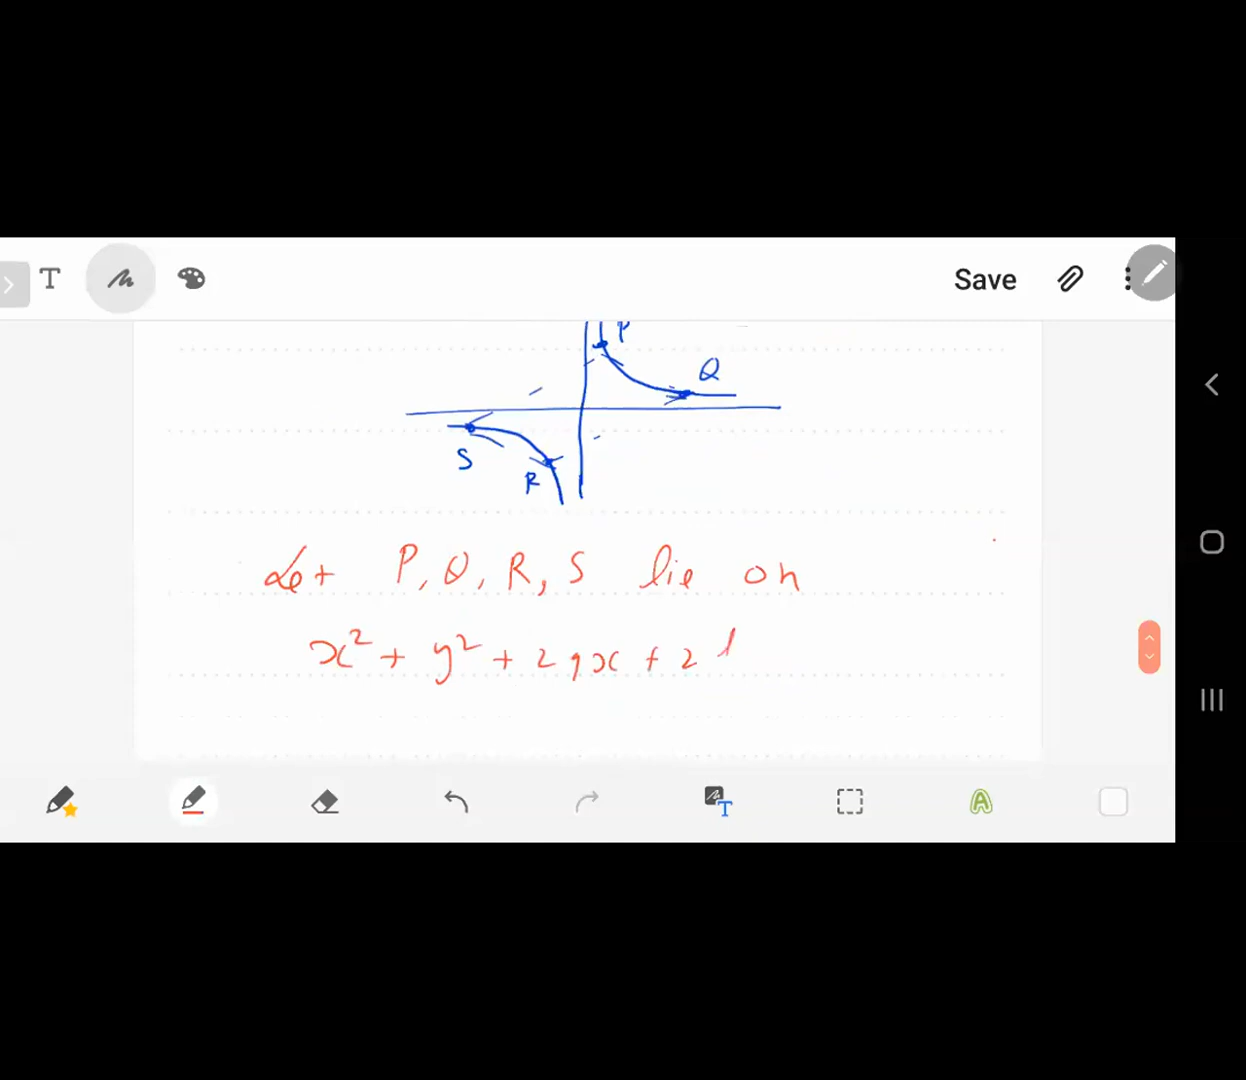 T Save
P
Q
S
R
Let P, Q, R, S lie on
x² + y² + 2gx + 2
T
A